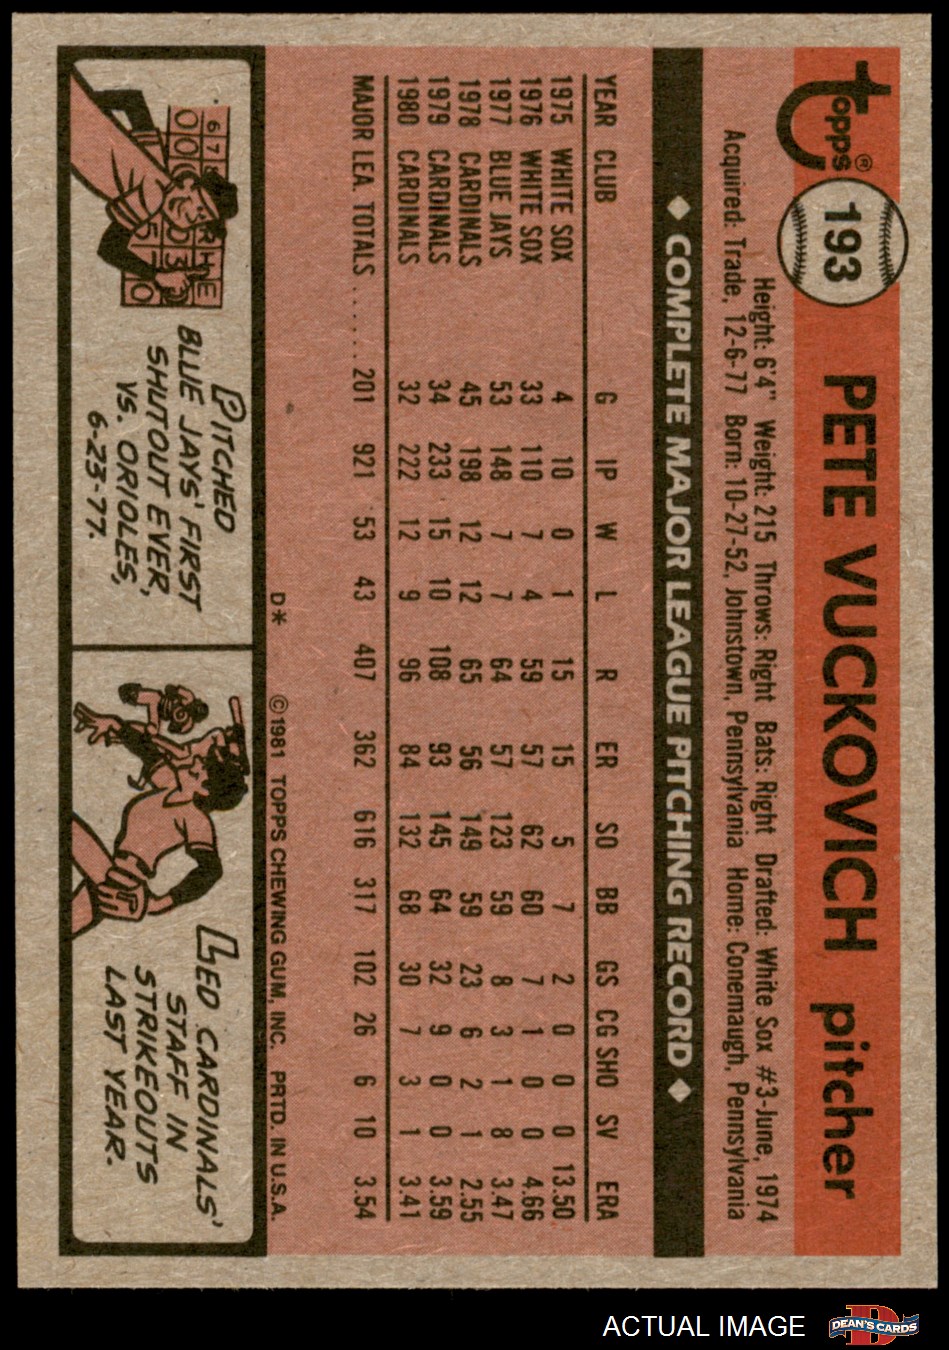 topps® 193 PETE VUCKOVICH pitcher
Height: 6'4" Weight: 215 Throws: Right Bats: Right Drafted: White Sox #3-June, 1974
Acquired: Trade, 12-6-77 Born: 10-27-52, Johnstown, Pennsylvania Home: Conemaugh, Pennsylvania
◆ COMPLETE MAJOR LEAGUE PITCHING RECORD ◆
YEAR CLUB G IP W L R ER SO BB GS CG SHO SV ERA
1975 WHITE SOX 4 10 0 1 15 15 5 7 2 0 0 0 13.50
1976 WHITE SOX 33 110 7 4 59 57 62 60 7 1 0 0 4.66
1977 BLUE JAYS 53 148 7 7 64 57 123 59 8 3 1 8 3.47
1978 CARDINALS 45 198 12 12 65 56 149 59 23 6 2 1 2.55
1979 CARDINALS 34 233 15 10 108 93 145 64 32 9 0 0 3.59
1980 CARDINALS 32 222 12 9 96 84 132 68 30 7 3 1 3.41
MAJOR LEA. TOTALS ...... 201 921 53 43 407 362 616 317 102 26 6 10 3.54
D* ©1981 TOPPS CHEWING GUM, INC. PRTD. IN U.S.A.
6 7
0 0
R H E
0 3
5
0
PITCHED
BLUE JAYS' FIRST
SHUTOUT EVER,
VS. ORIOLES,
6-23-77.
LED CARDINALS'
STAFF IN
STRIKEOUTS
LAST YEAR.
ACTUAL IMAGE
D
DEAN'S CARDS